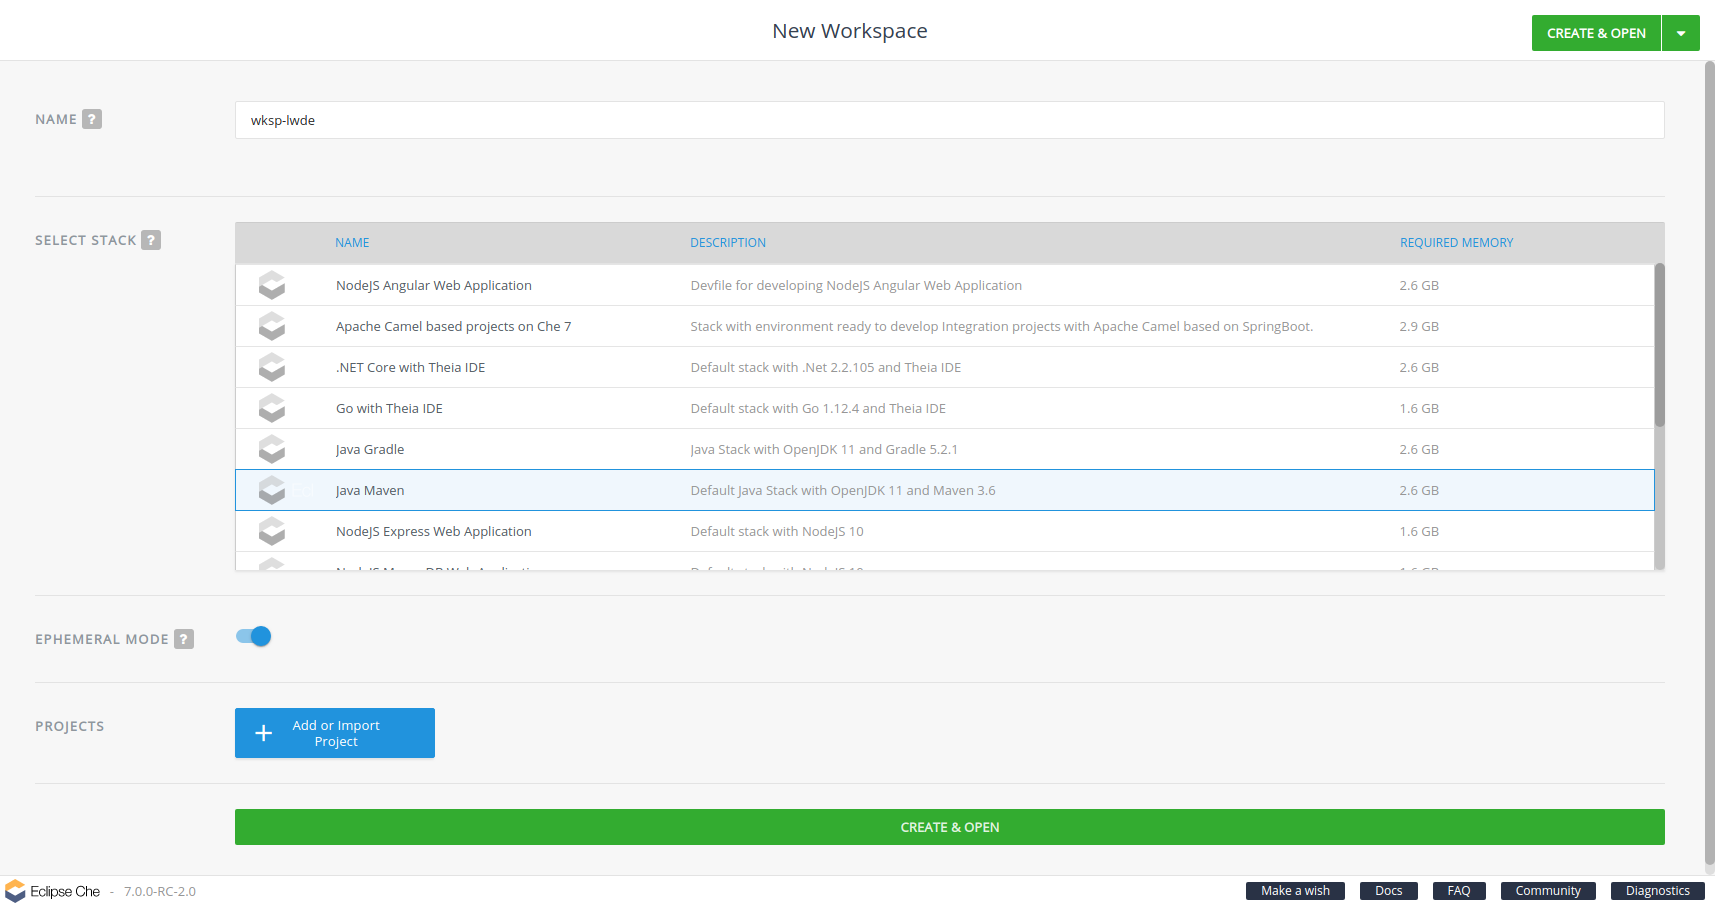 New Workspace
CREATE & OPEN
NAME ?
wksp-lwde
SELECT STACK ?
NAME DESCRIPTION REQUIRED MEMORY
NodeJS Angular Web Application Devfile for developing NodeJS Angular Web Application 2.6 GB
Apache Camel based projects on Che 7 Stack with environment ready to develop Integration projects with Apache Camel based on SpringBoot. 2.9 GB
.NET Core with Theia IDE Default stack with .Net 2.2.105 and Theia IDE 2.6 GB
Go with Theia IDE Default stack with Go 1.12.4 and Theia IDE 1.6 GB
Java Gradle Java Stack with OpenJDK 11 and Gradle 5.2.1 2.6 GB
Java Maven Default Java Stack with OpenJDK 11 and Maven 3.6 2.6 GB
NodeJS Express Web Application Default stack with NodeJS 10 1.6 GB
EPHEMERAL MODE ?
PROJECTS
Add or Import
Project
CREATE & OPEN
Eclipse Che - 7.0.0-RC-2.0
Make a wish Docs FAQ Community Diagnostics